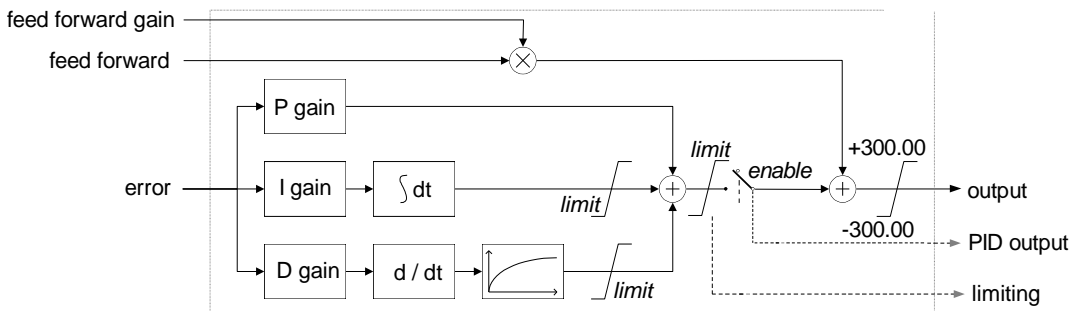 feed forward gain
feed forward
P gain
limit
enable
+300.00
error
I gain
∫ dt
limit
output
-300.00
PID output
D gain
d / dt
limit
limiting